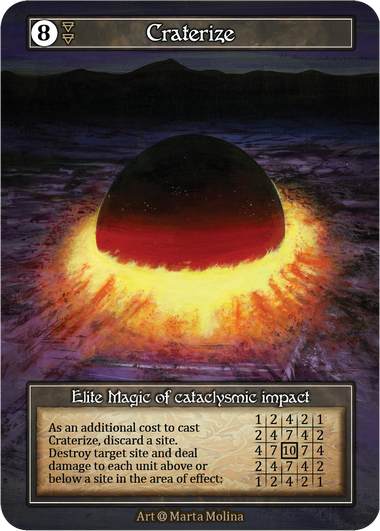 8 Craterize
Elite Magic of cataclysmic impact
As an additional cost to cast
Craterize, discard a site.
Destroy target site and deal
damage to each unit above or
below a site in the area of effect:
1 2 4 2 1
2 4 7 4 2
4 7 10 7 4
2 4 7 4 2
1 2 4 2 1
Art @ Marta Molina